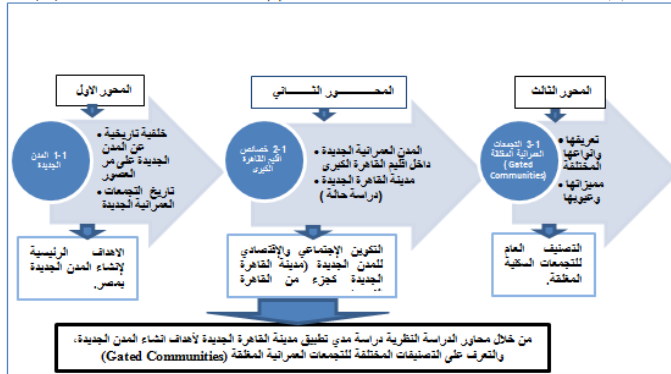 المحور الاول
المحـــــــور الثـــــــاني
المحور الثالث
1-1 المدن
الجديدة
• خلفية تاريخية
عن المدن
الجديدة على مر
العصور
• تاريخ التجمعات
العمرانية الجديدة
2-1 خصائص
اقليم القاهرة
الكبرى
• المدن العمرانية الجديدة
داخل اقليم القاهرة الكبرى
• مدينة القاهرة الجديدة
(دراسة حالة)
3-1 التجمعات
العمرانية المغلقة
(Gated
Communities)
• تعريفها
وانواعها
المختلفة
• مميزاتها
وعيوبها
الاهداف الرئيسية
لإنشاء المدن الجديدة
بمصر.
التكوين الإجتماعي والإقتصادي
للمدن الجديدة (مدينة القاهرة
الجديدة كجزء من القاهرة
التصنيف العام
للتجمعات السكنية
المغلقة.
من خلال محاور الدراسة النظرية دراسة مدي تطبيق مدينة القاهرة الجديدة لأهداف انشاء المدن الجديدة،
والتعرف على التصنيفات المختلفة للتجمعات العمرانية المغلقة (Gated Communities)